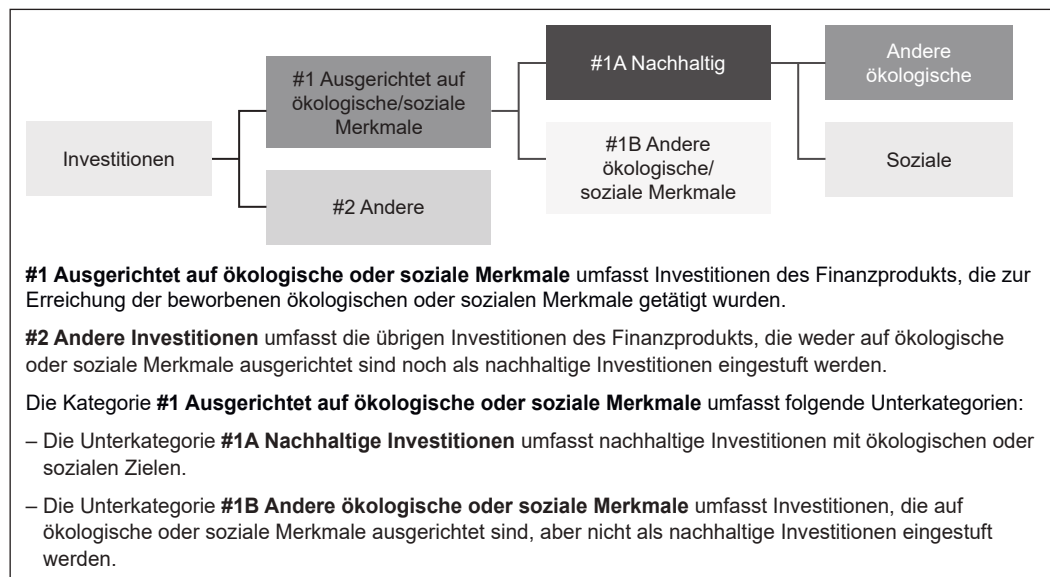 Investitionen
#1 Ausgerichtet auf
ökologische/soziale
Merkmale
#2 Andere
#1A Nachhaltig
#1B Andere
ökologische/
soziale Merkmale
Andere
ökologische
Soziale
#1 Ausgerichtet auf ökologische oder soziale Merkmale umfasst Investitionen des Finanzprodukts, die zur
Erreichung der beworbenen ökologischen oder sozialen Merkmale getätigt wurden.
#2 Andere Investitionen umfasst die übrigen Investitionen des Finanzprodukts, die weder auf ökologische
oder soziale Merkmale ausgerichtet sind noch als nachhaltige Investitionen eingestuft werden.
Die Kategorie #1 Ausgerichtet auf ökologische oder soziale Merkmale umfasst folgende Unterkategorien:
– Die Unterkategorie #1A Nachhaltige Investitionen umfasst nachhaltige Investitionen mit ökologischen oder
sozialen Zielen.
– Die Unterkategorie #1B Andere ökologische oder soziale Merkmale umfasst Investitionen, die auf
ökologische oder soziale Merkmale ausgerichtet sind, aber nicht als nachhaltige Investitionen eingestuft
werden.